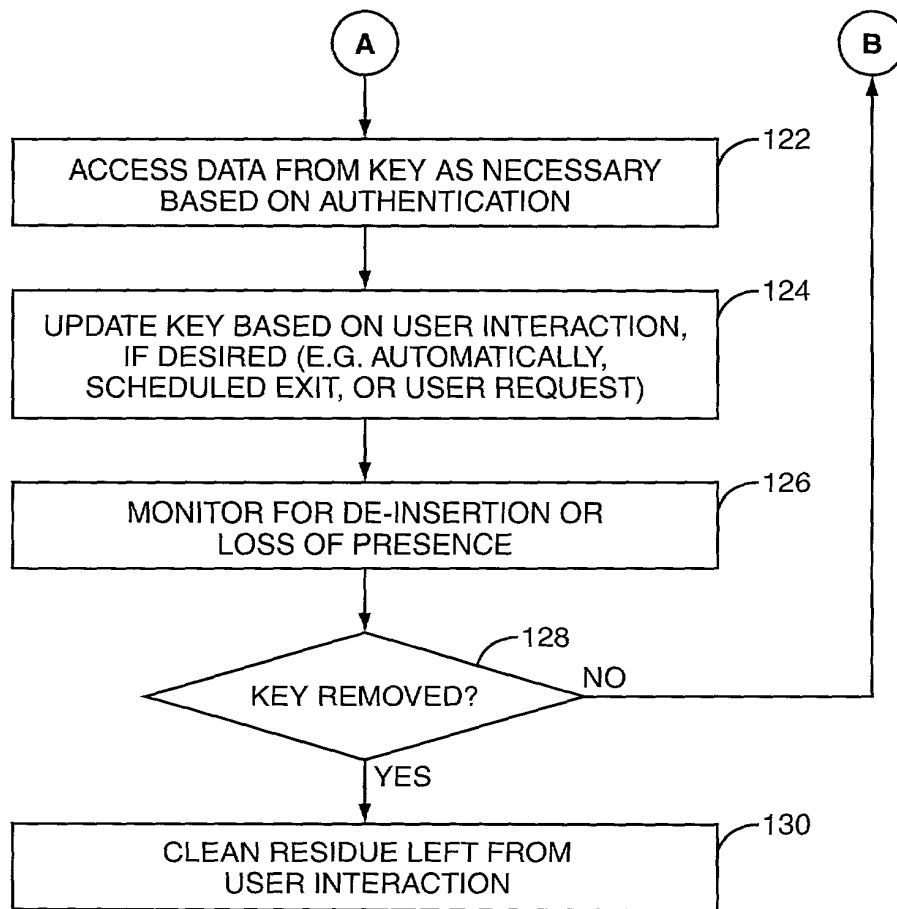 A
B
122
ACCESS DATA FROM KEY AS NECESSARY
BASED ON AUTHENTICATION
124
UPDATE KEY BASED ON USER INTERACTION,
IF DESIRED (E.G. AUTOMATICALLY,
SCHEDULED EXIT, OR USER REQUEST)
126
MONITOR FOR DE-INSERTION OR
LOSS OF PRESENCE
128
KEY REMOVED?
NO
YES
130
CLEAN RESIDUE LEFT FROM
USER INTERACTION